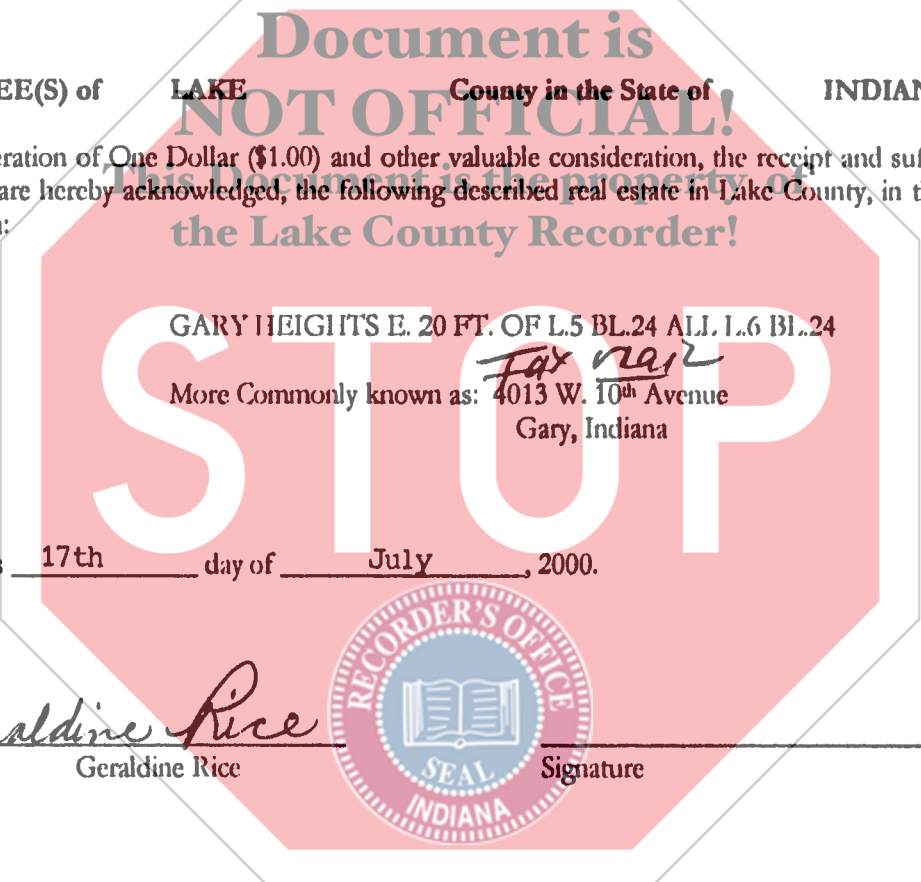 Document is
EE(S) of LAKE County in the State of INDIAN
NOT OFFICIAL!
eration of One Dollar ($1.00) and other valuable consideration, the receipt and suf
are hereby acknowledged, the following described real estate in Lake County, in t
This Document is the property of
the Lake County Recorder!
STOP
GARY HEIGHTS E. 20 FT. OF L.5 BL.24 ALL L.6 BL.24
Tax
More Commonly known as: 4013 W. 10th Avenue
Gary, Indiana
17th day of July, 2000.
RECORDER'S OFFICE
SEAL
INDIANA
aldine Rice
Geraldine Rice Signature